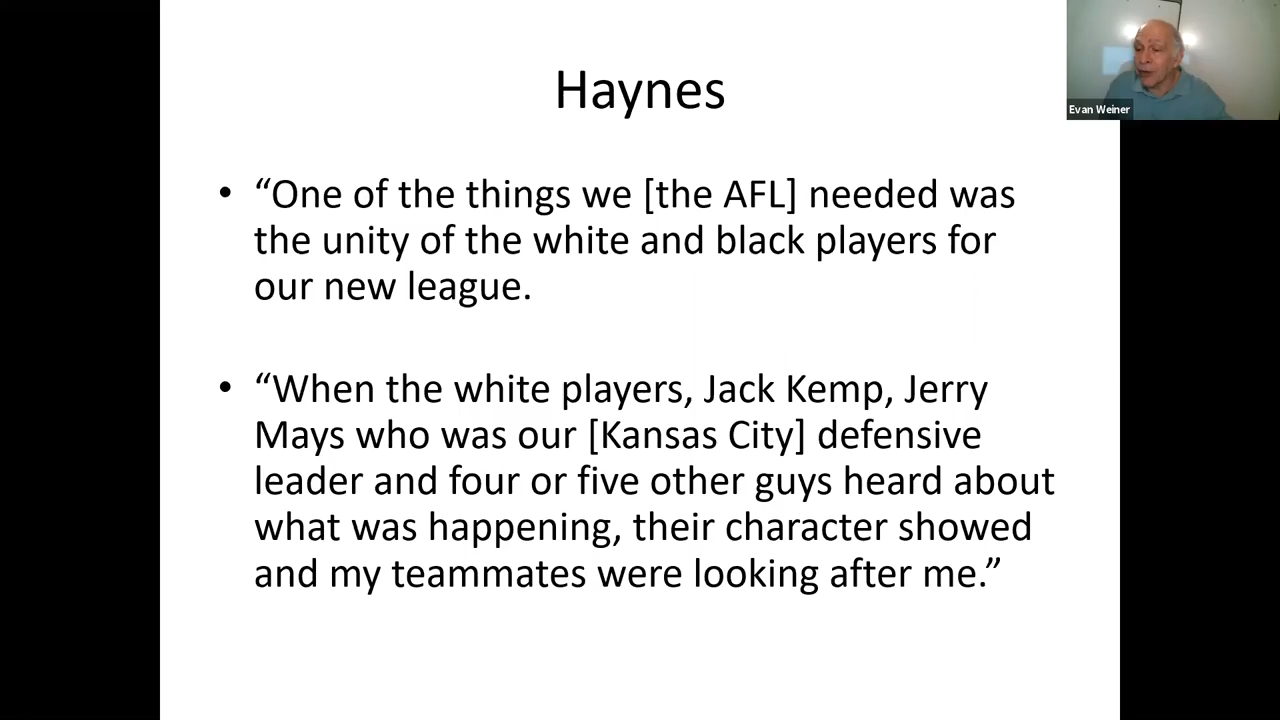 Haynes
Evan Weiner
• “One of the things we [the AFL] needed was
the unity of the white and black players for
our new league.
• “When the white players, Jack Kemp, Jerry
Mays who was our [Kansas City] defensive
leader and four or five other guys heard about
what was happening, their character showed
and my teammates were looking after me.”